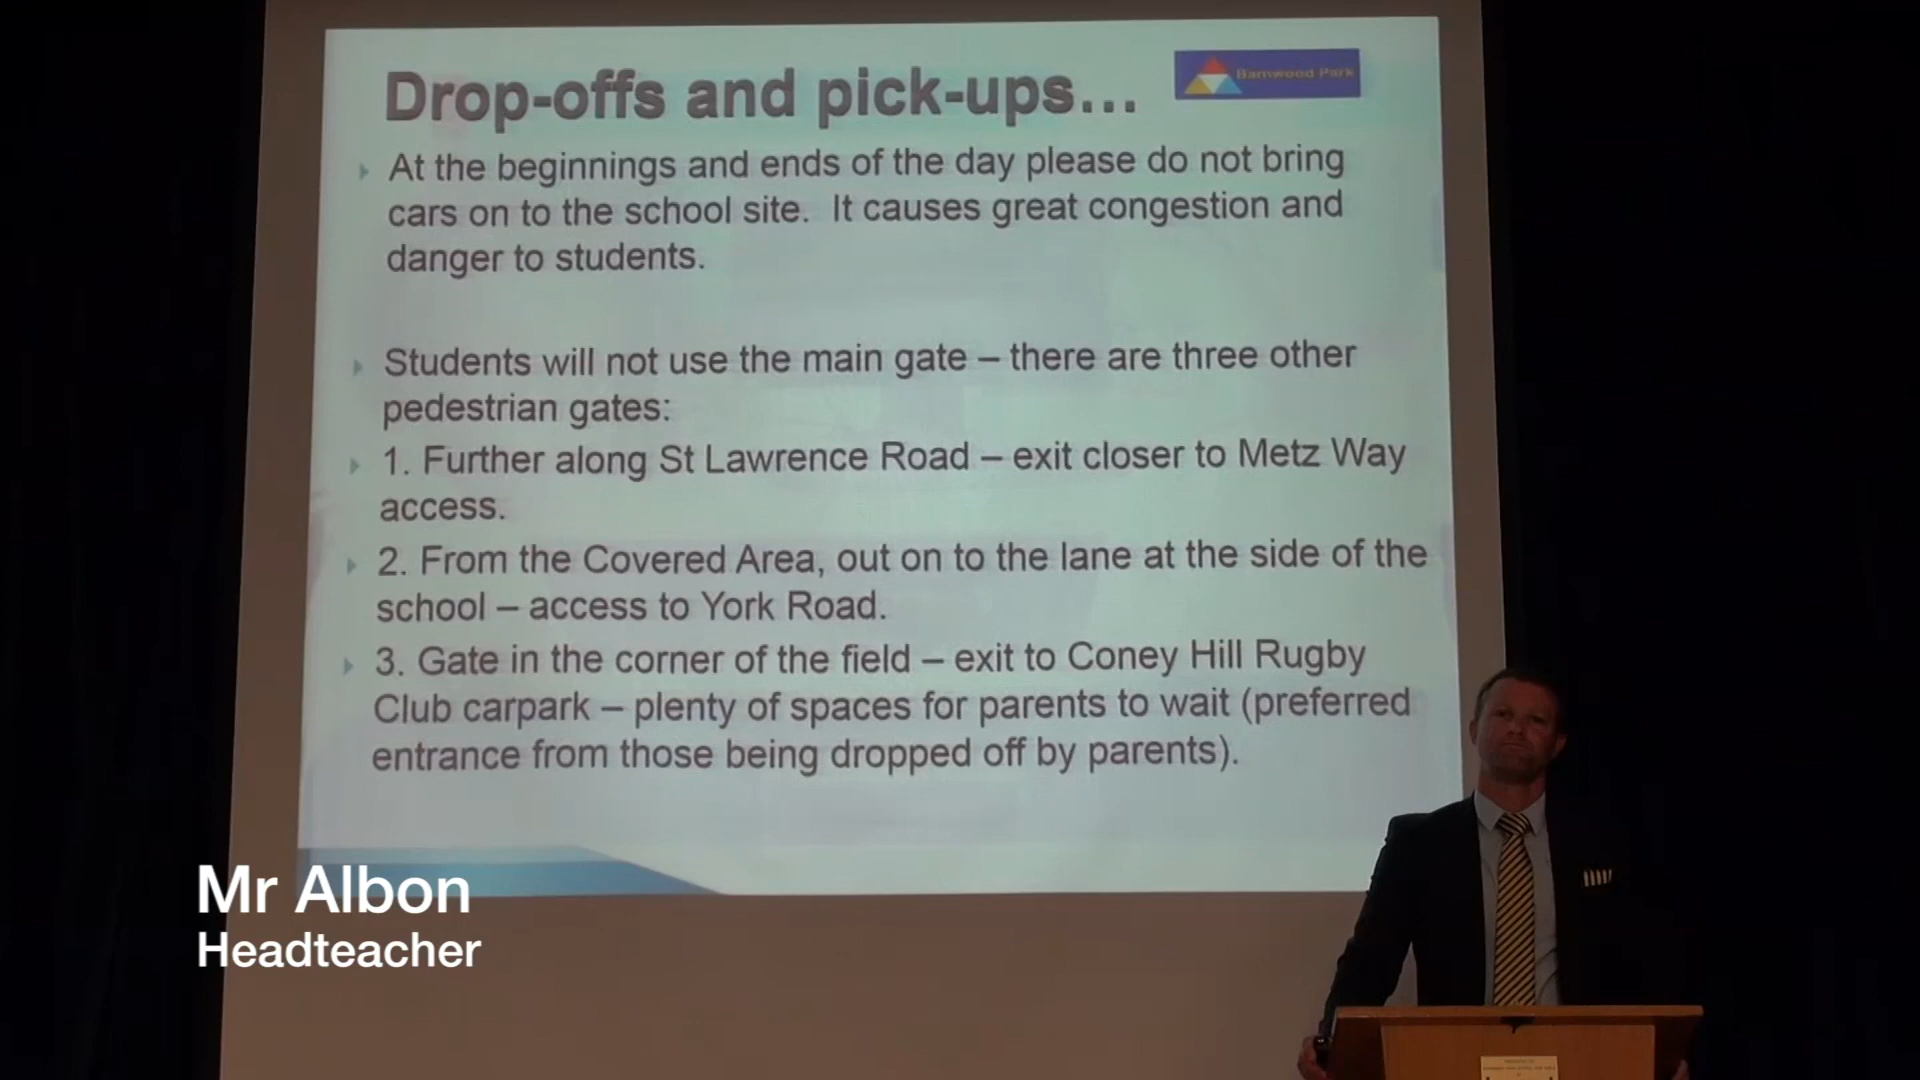 Drop-offs and pick-ups...
Barnwood Park
At the beginnings and ends of the day please do not bring
cars on to the school site. It causes great congestion and
danger to students.
Students will not use the main gate – there are three other
pedestrian gates:
1. Further along St Lawrence Road – exit closer to Metz Way
access.
2. From the Covered Area, out on to the lane at the side of the
school – access to York Road.
3. Gate in the corner of the field – exit to Coney Hill Rugby
Club carpark – plenty of spaces for parents to wait (preferred
entrance from those being dropped off by parents).
Mr Albon
Headteacher